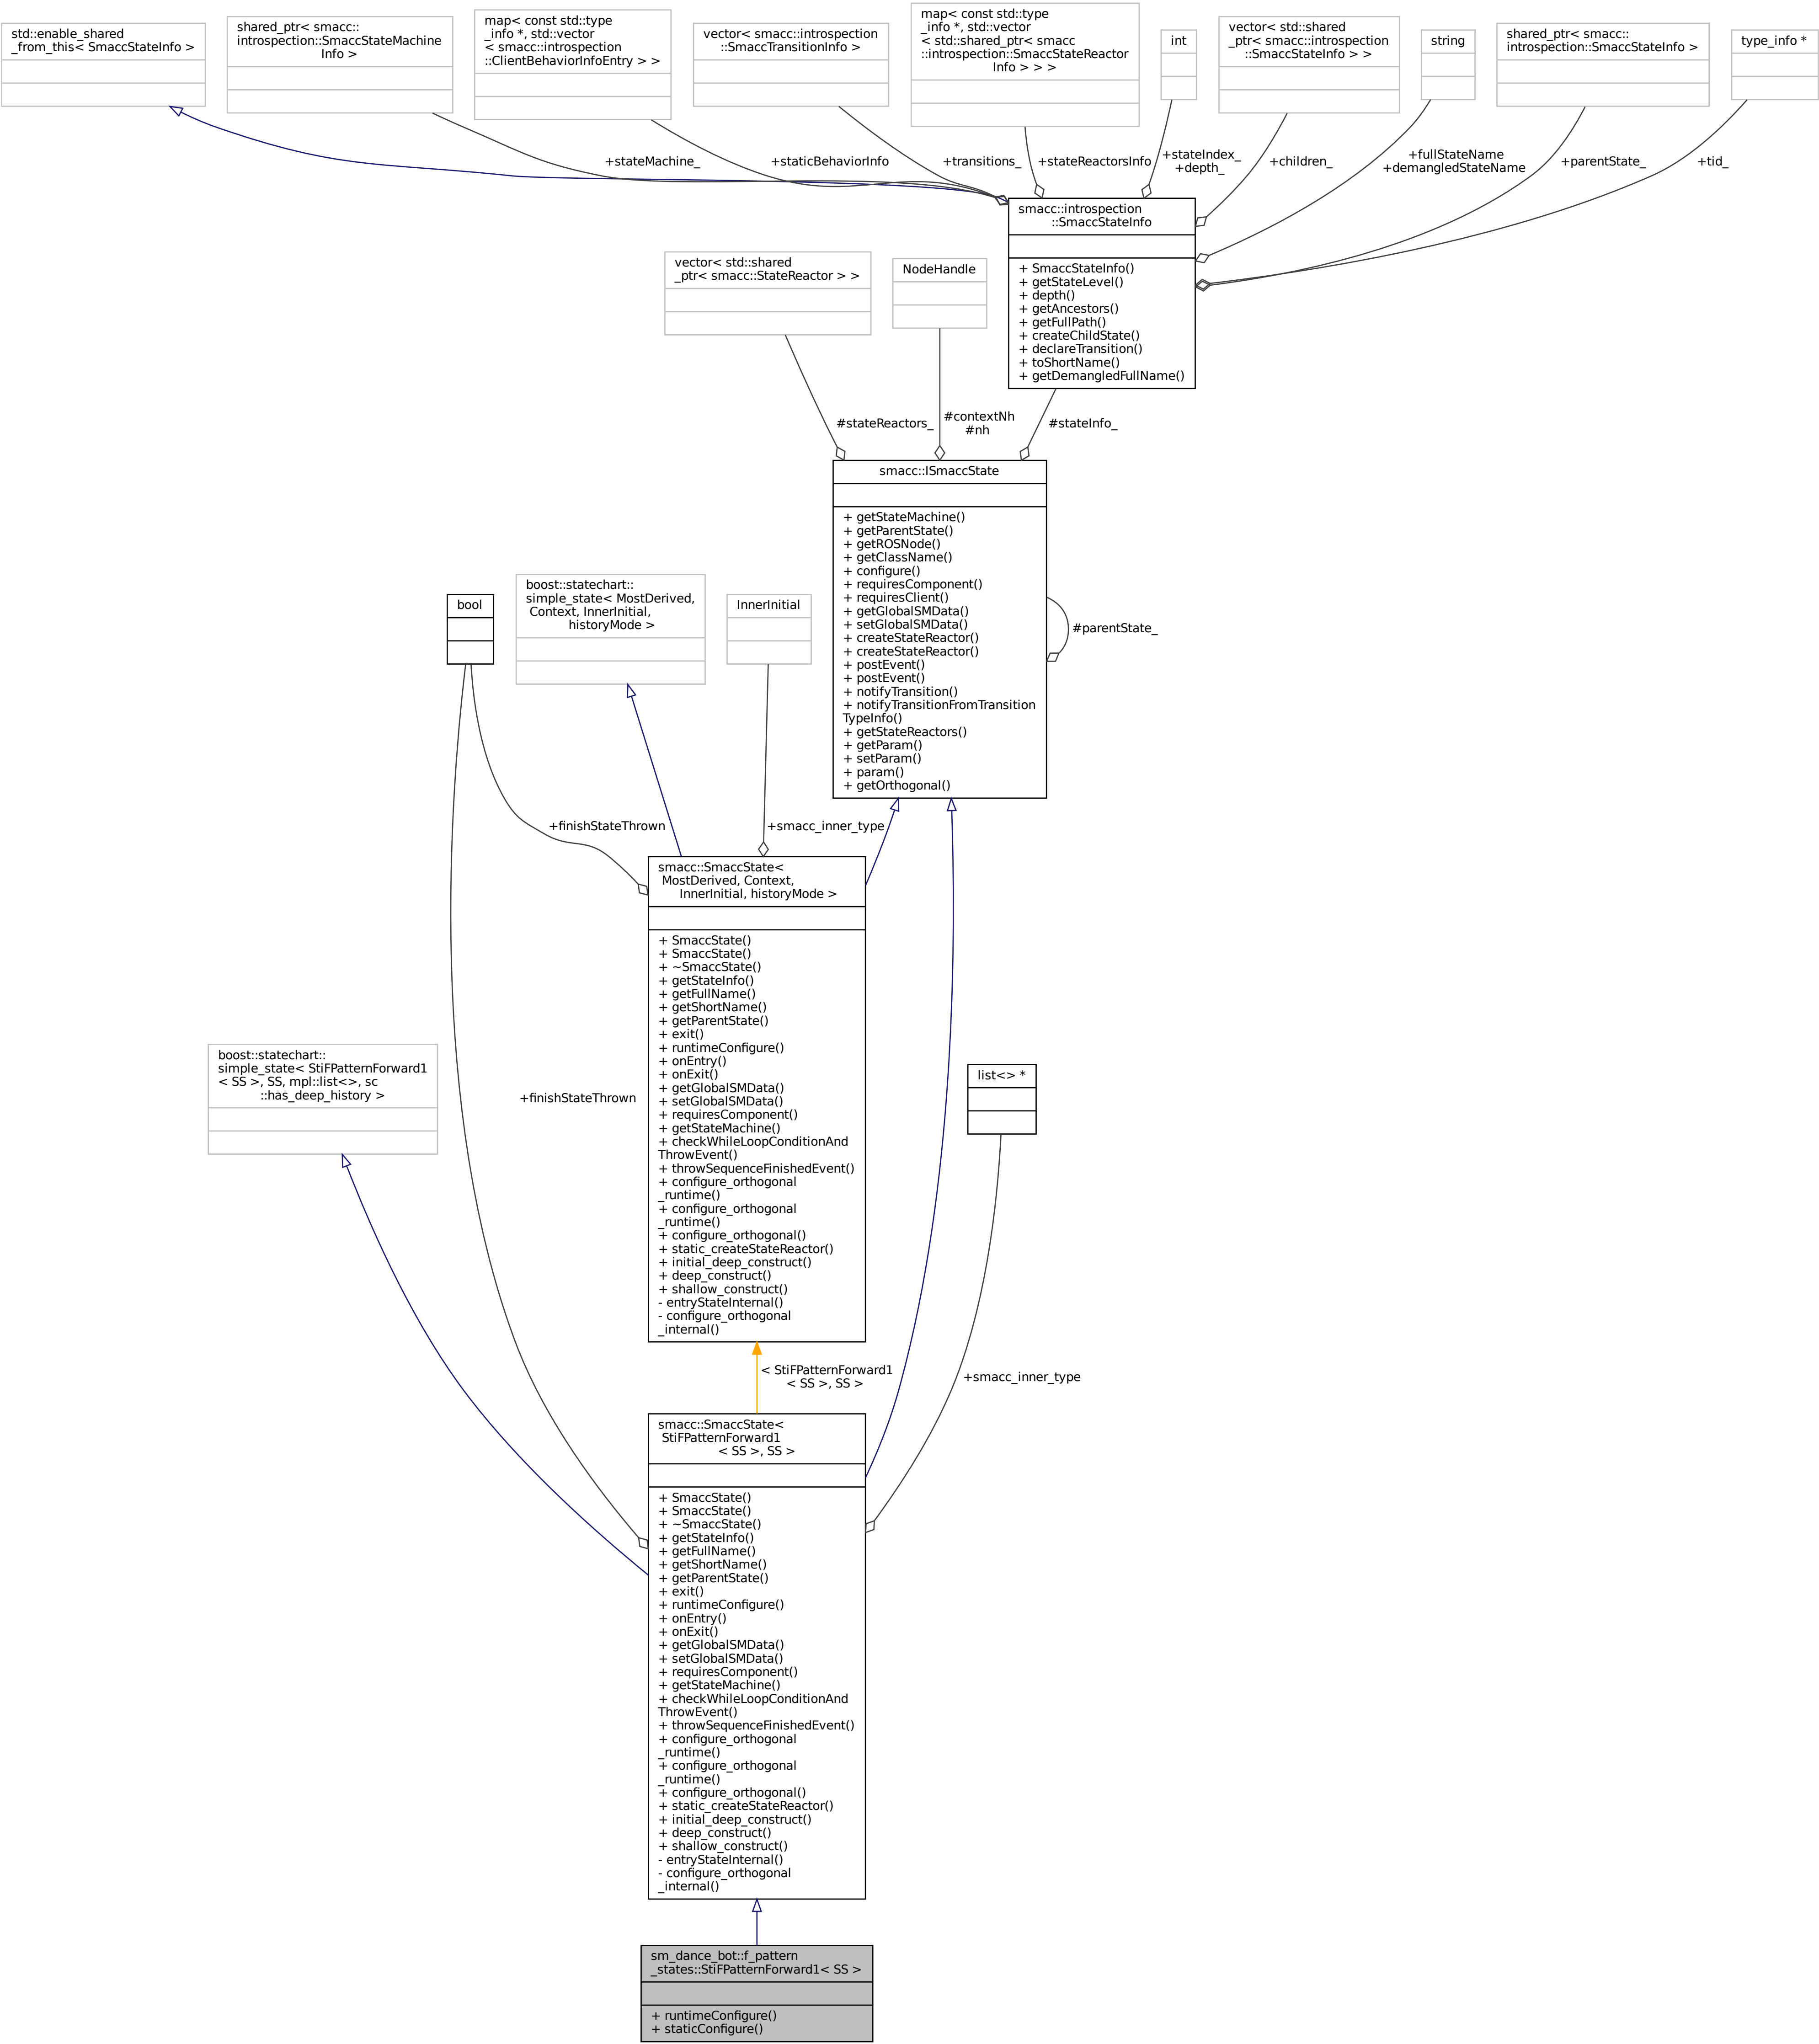 std::enable_shared
_from_this< SmaccStateInfo >
shared_ptr< smacc::
introspection::SmaccStateMachine
Info >
map< const std::type
_info *, std::vector
< smacc::introspection
::ClientBehaviorInfoEntry > >
vector< smacc::introspection
::SmaccTransitionInfo >
map< const std::type
_info *, std::vector
< std::shared_ptr< smacc
::introspection::SmaccStateReactor
Info > > >
int
vector< std::shared
_ptr< smacc::introspection
::SmaccStateInfo > >
string
shared_ptr< smacc::
introspection::SmaccStateInfo >
type_info *
+stateMachine_
+staticBehaviorInfo
+transitions_
+stateReactorsInfo
+stateIndex_
+depth_
+children_
+fullStateName
+demangledStateName
+parentState_
+tid_
smacc::introspection
::SmaccStateInfo
+ SmaccStateInfo()
+ getStateLevel()
+ depth()
+ getAncestors()
+ getFullPath()
+ createChildState()
+ declareTransition()
+ toShortName()
+ getDemangledFullName()
vector< std::shared
_ptr< smacc::StateReactor > >
NodeHandle
#stateReactors_
#contextNh
#nh
#stateInfo_
smacc::ISmaccState
+ getStateMachine()
+ getParentState()
+ getROSNode()
+ getClassName()
+ configure()
+ requiresComponent()
+ requiresClient()
+ getGlobalSMData()
+ setGlobalSMData()
+ createStateReactor()
+ createStateReactor()
+ postEvent()
+ postEvent()
+ notifyTransition()
+ notifyTransitionFromTransition
TypeInfo()
+ getStateReactors()
+ getParam()
+ setParam()
+ param()
+ getOrthogonal()
#parentState_
bool
boost::statechart::
simple_state< MostDerived,
Context, InnerInitial,
historyMode >
InnerInitial
+finishStateThrown
+smacc_inner_type
smacc::SmaccState<
MostDerived, Context,
InnerInitial, historyMode >
+ SmaccState()
+ SmaccState()
+ ~SmaccState()
+ getStateInfo()
+ getFullName()
+ getShortName()
+ getParentState()
+ exit()
+ runtimeConfigure()
+ onEntry()
+ onExit()
+ getGlobalSMData()
+ setGlobalSMData()
+ requiresComponent()
+ getStateMachine()
+ checkWhileLoopConditionAnd
ThrowEvent()
+ throwSequenceFinishedEvent()
+ configure_orthogonal
_runtime()
+ configure_orthogonal
_runtime()
+ configure_orthogonal()
+ static_createStateReactor()
+ initial_deep_construct()
+ deep_construct()
+ shallow_construct()
- entryStateInternal()
- configure_orthogonal
_internal()
boost::statechart::
simple_state< StiFPatternForward1
< SS >, SS, mpl::list<>, sc
::has_deep_history >
+finishStateThrown
list<> *
< StiFPatternForward1
< SS >, SS >
+smacc_inner_type
smacc::SmaccState<
StiFPatternForward1
< SS >, SS >
+ SmaccState()
+ SmaccState()
+ ~SmaccState()
+ getStateInfo()
+ getFullName()
+ getShortName()
+ getParentState()
+ exit()
+ runtimeConfigure()
+ onEntry()
+ onExit()
+ getGlobalSMData()
+ setGlobalSMData()
+ requiresComponent()
+ getStateMachine()
+ checkWhileLoopConditionAnd
ThrowEvent()
+ throwSequenceFinishedEvent()
+ configure_orthogonal
_runtime()
+ configure_orthogonal
_runtime()
+ configure_orthogonal()
+ static_createStateReactor()
+ initial_deep_construct()
+ deep_construct()
+ shallow_construct()
- entryStateInternal()
- configure_orthogonal
_internal()
sm_dance_bot::f_pattern
_states::StiFPatternForward1< SS >
+ runtimeConfigure()
+ staticConfigure()